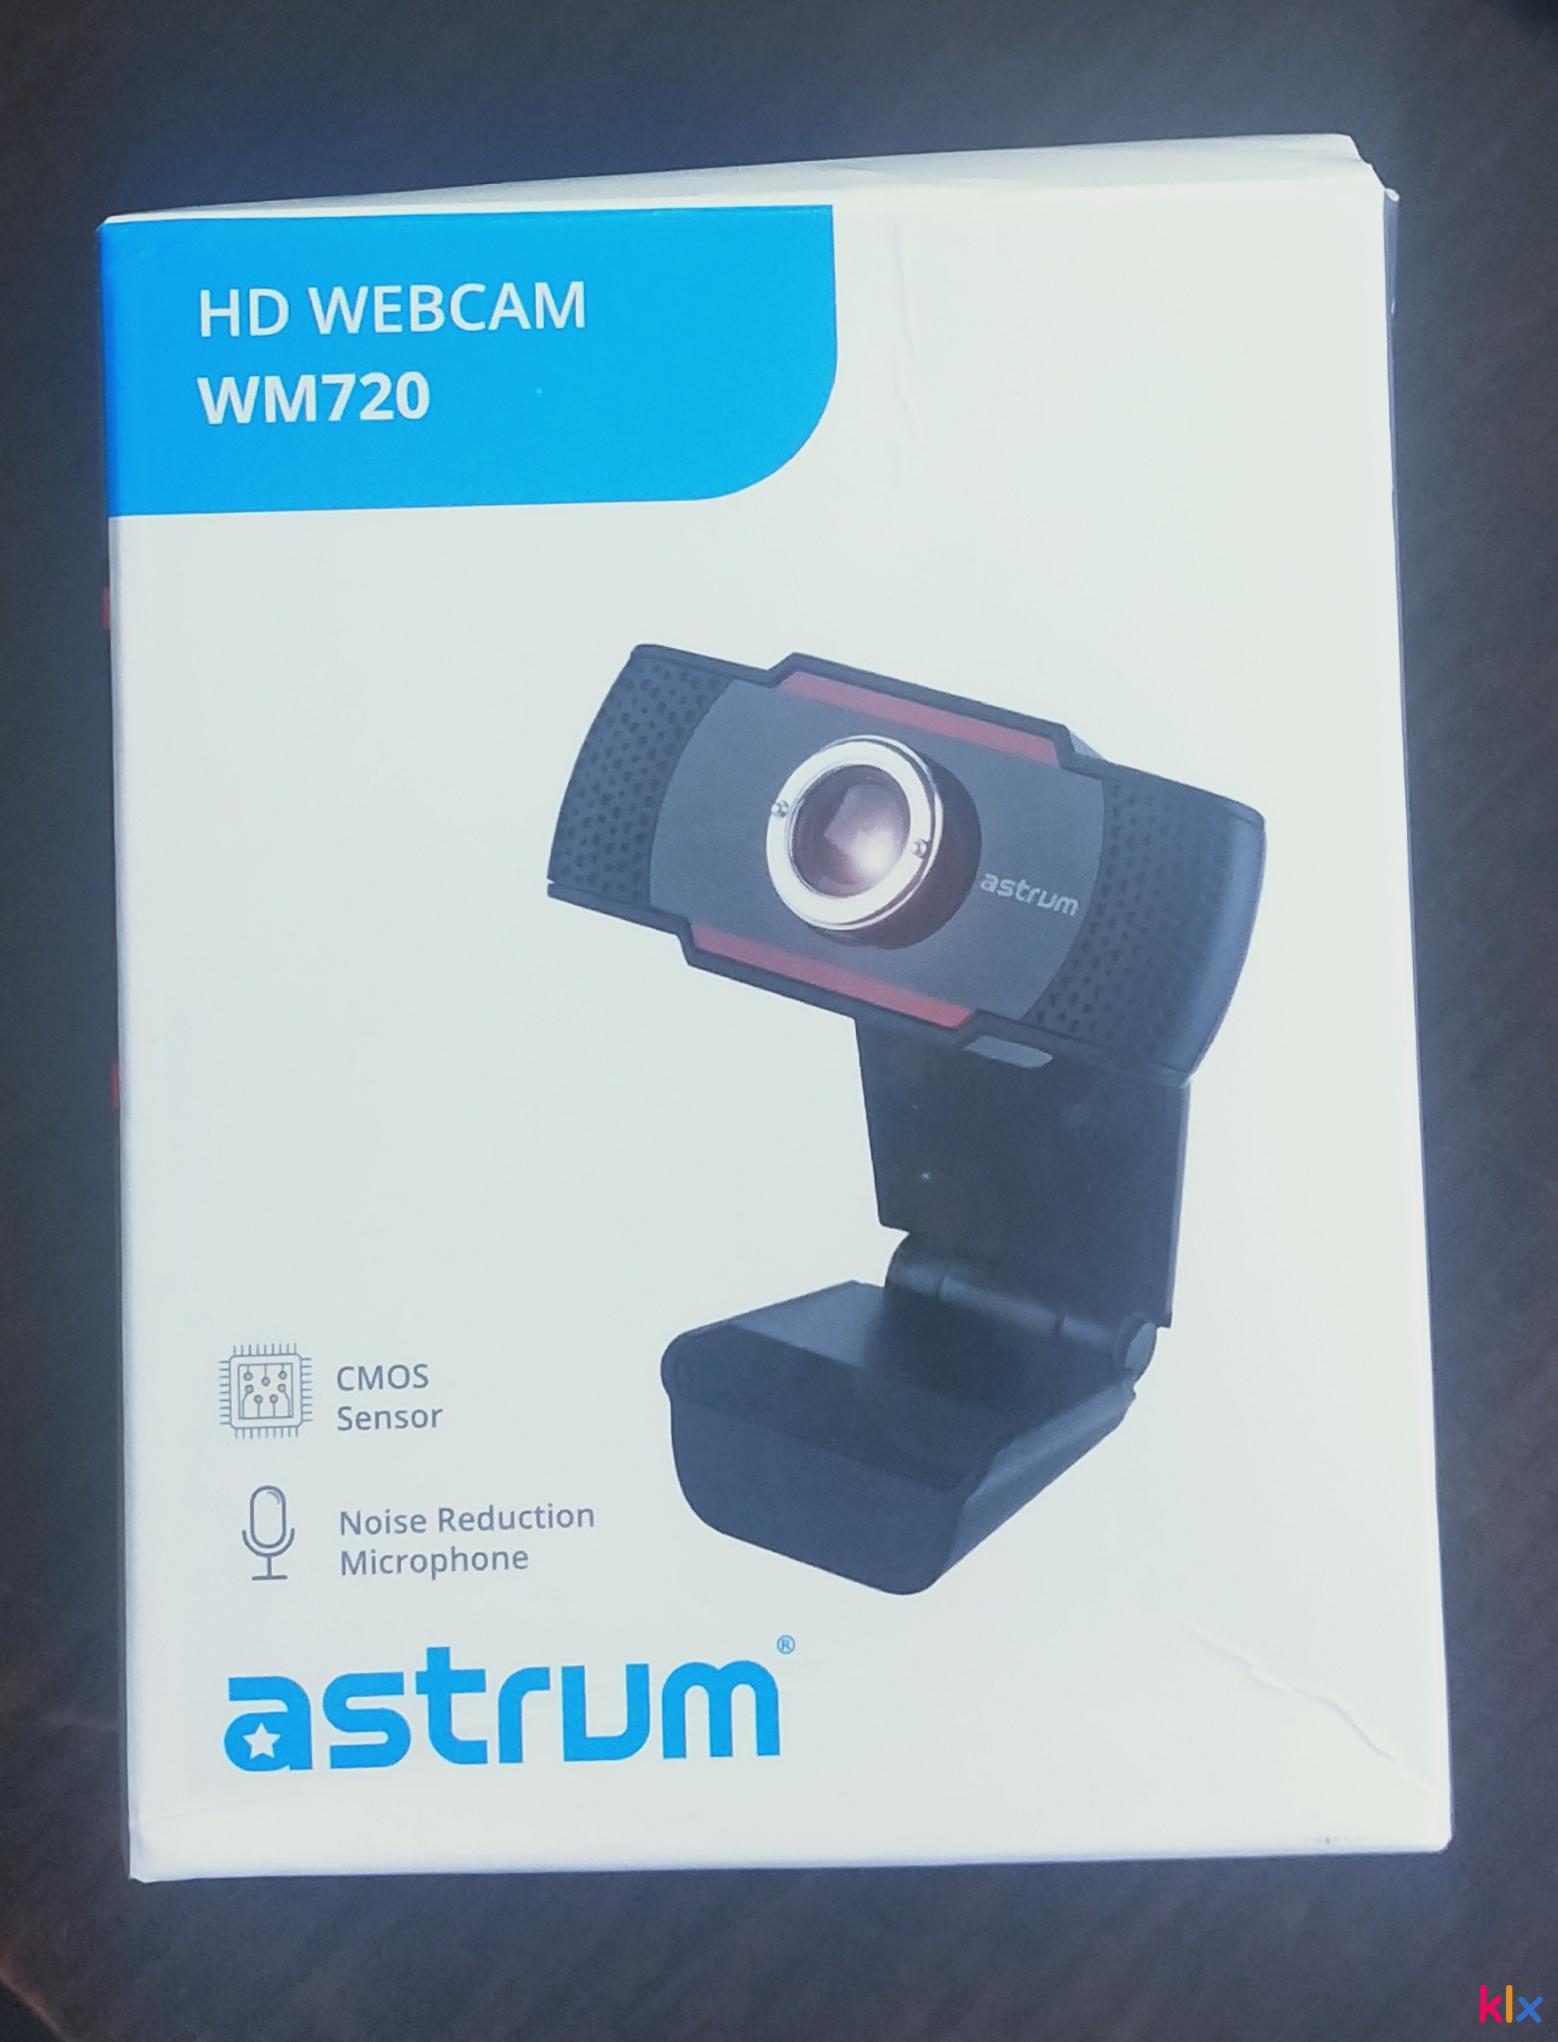 HD WEBCAM
WM720
astrum
CMOS
Sensor
Noise Reduction
Microphone
astrum®
klx